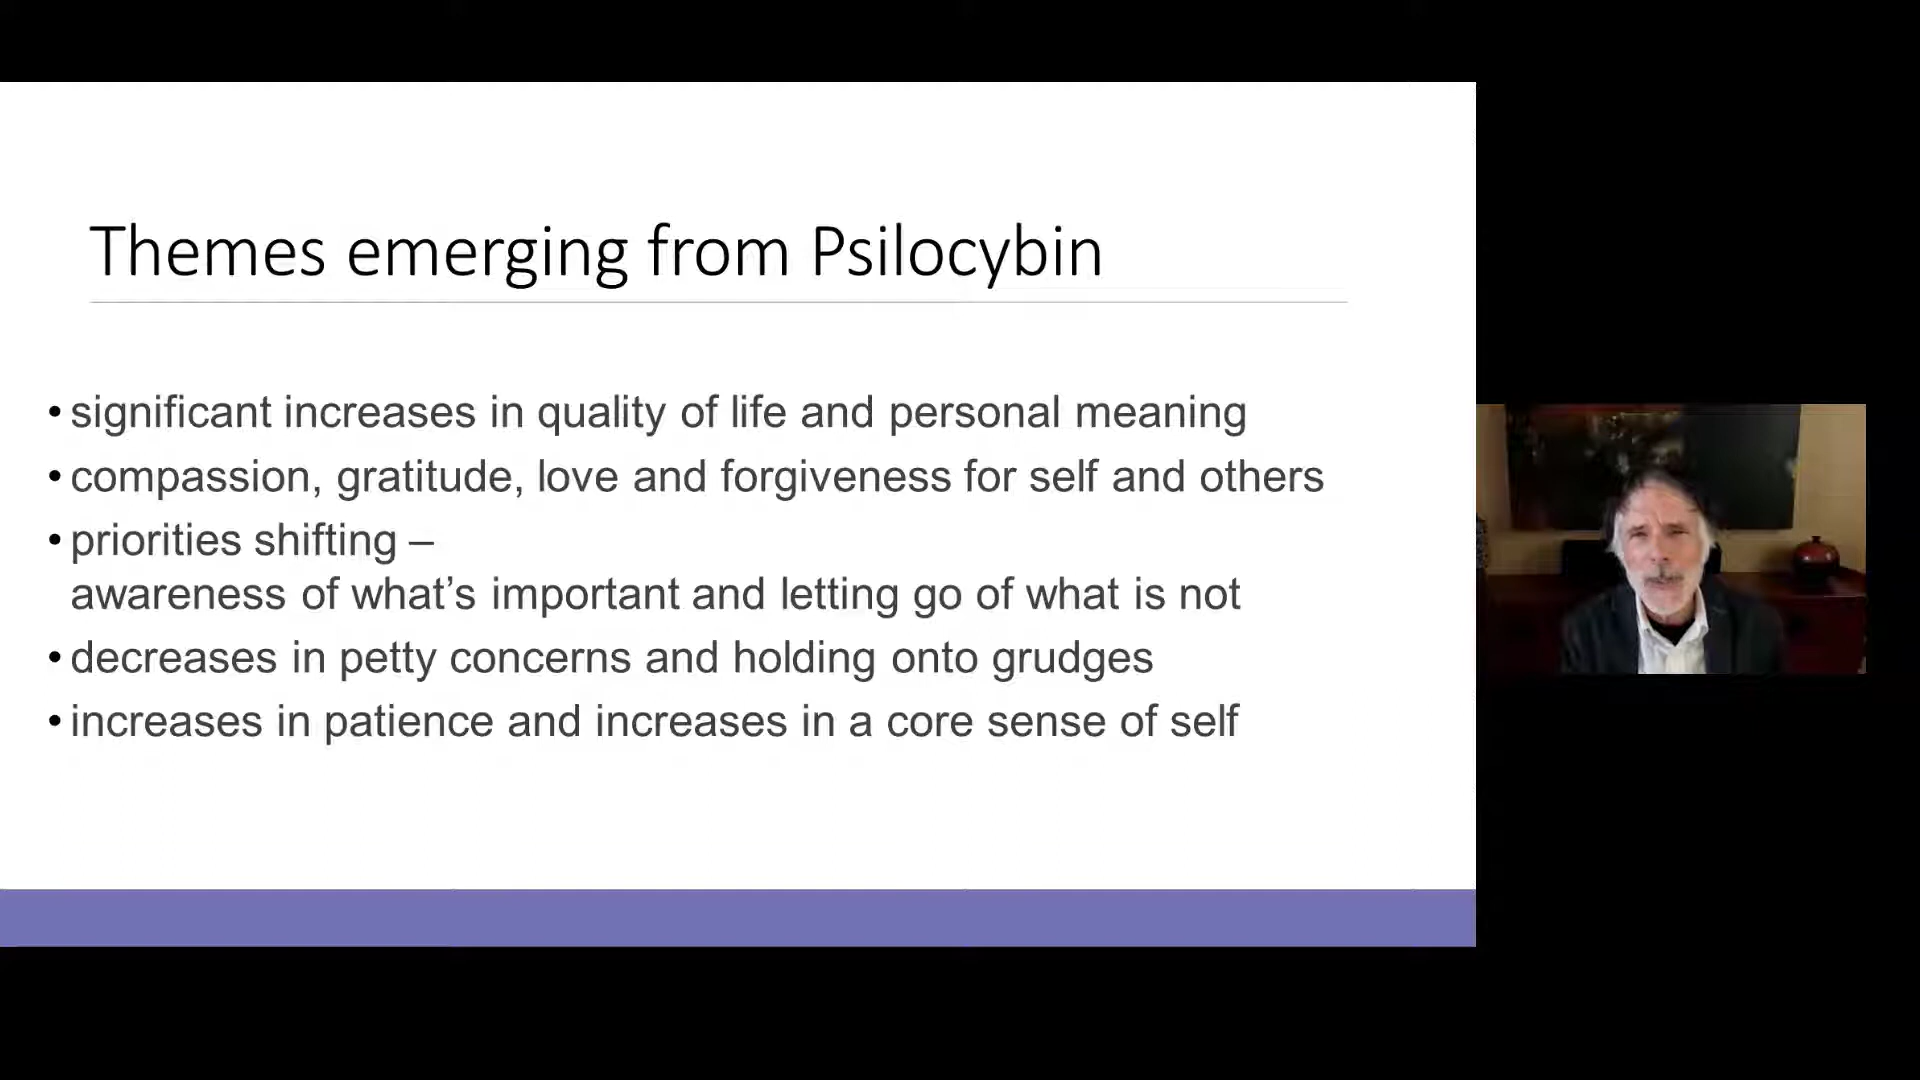 Themes emerging from Psilocybin
• significant increases in quality of life and personal meaning
• compassion, gratitude, love and forgiveness for self and others
• priorities shifting –
awareness of what’s important and letting go of what is not
• decreases in petty concerns and holding onto grudges
• increases in patience and increases in a core sense of self